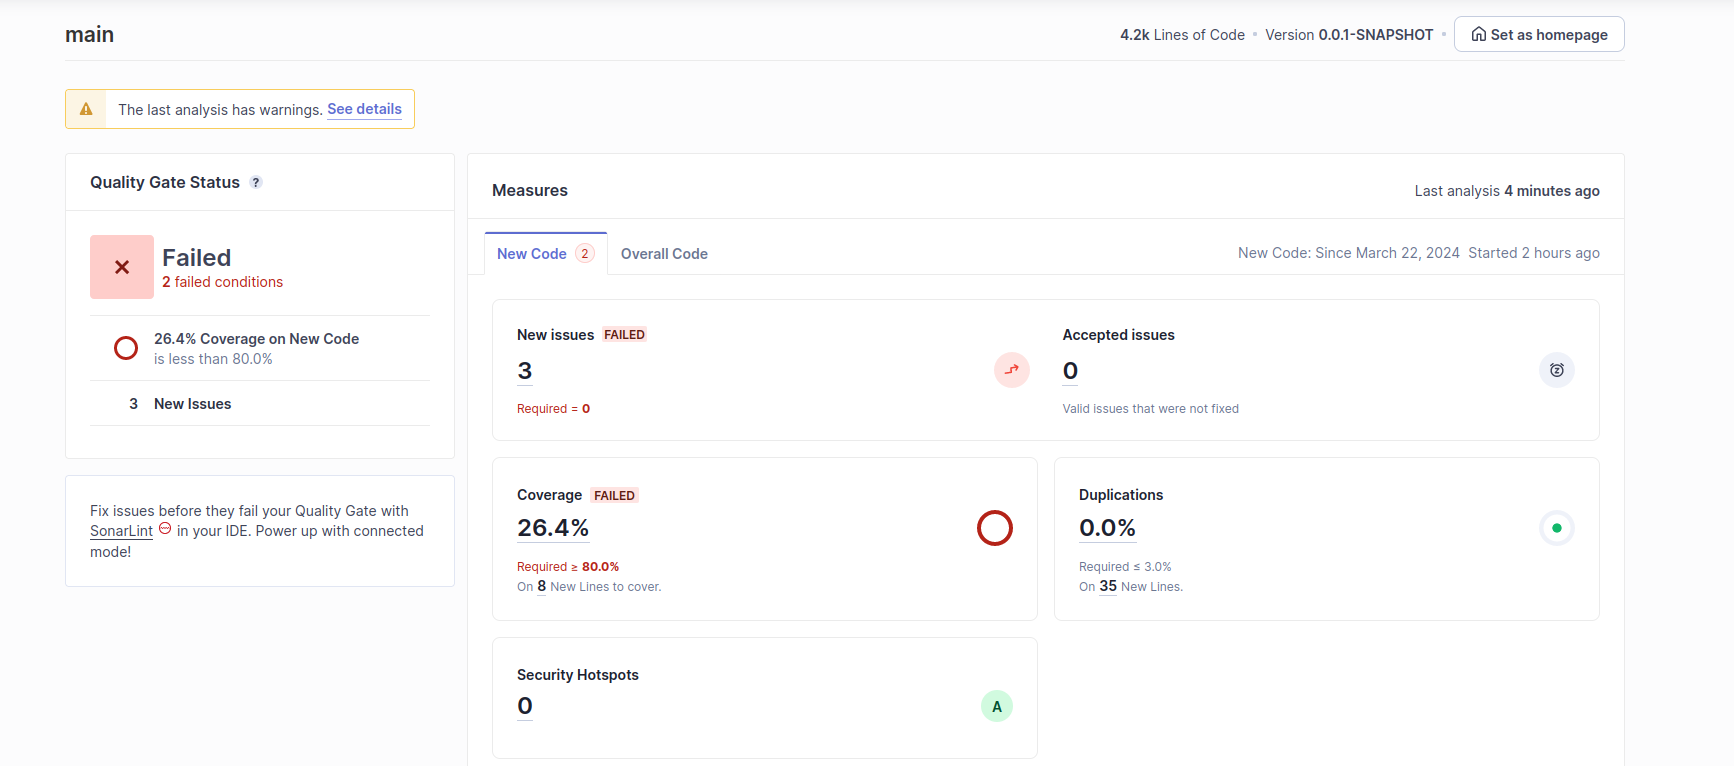 main
4.2k Lines of Code • Version 0.0.1-SNAPSHOT • Set as homepage
The last analysis has warnings. See details
Quality Gate Status ?
Failed
2 failed conditions
26.4% Coverage on New Code
is less than 80.0%
3 New Issues
Fix issues before they fail your Quality Gate with
SonarLint in your IDE. Power up with connected
mode!
Measures
Last analysis 4 minutes ago
New Code 2 Overall Code
New Code: Since March 22, 2024 Started 2 hours ago
New issues FAILED
3
Required = 0
Accepted issues
0
Valid issues that were not fixed
Coverage FAILED
26.4%
Required ≥ 80.0%
On 8 New Lines to cover.
Duplications
0.0%
Required ≤ 3.0%
On 35 New Lines.
Security Hotspots
0
A